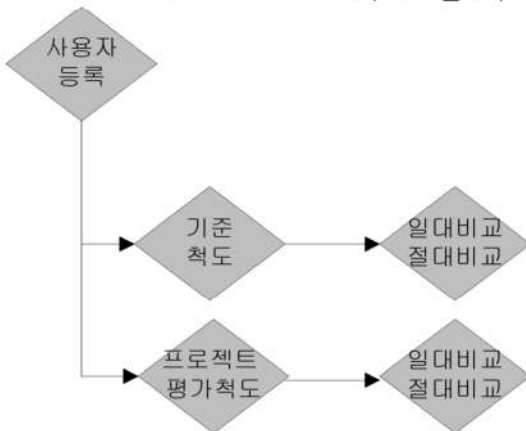 사용자
등록
기준
척도
일대비교
절대비교
프로젝트
평가척도
일대비교
절대비교